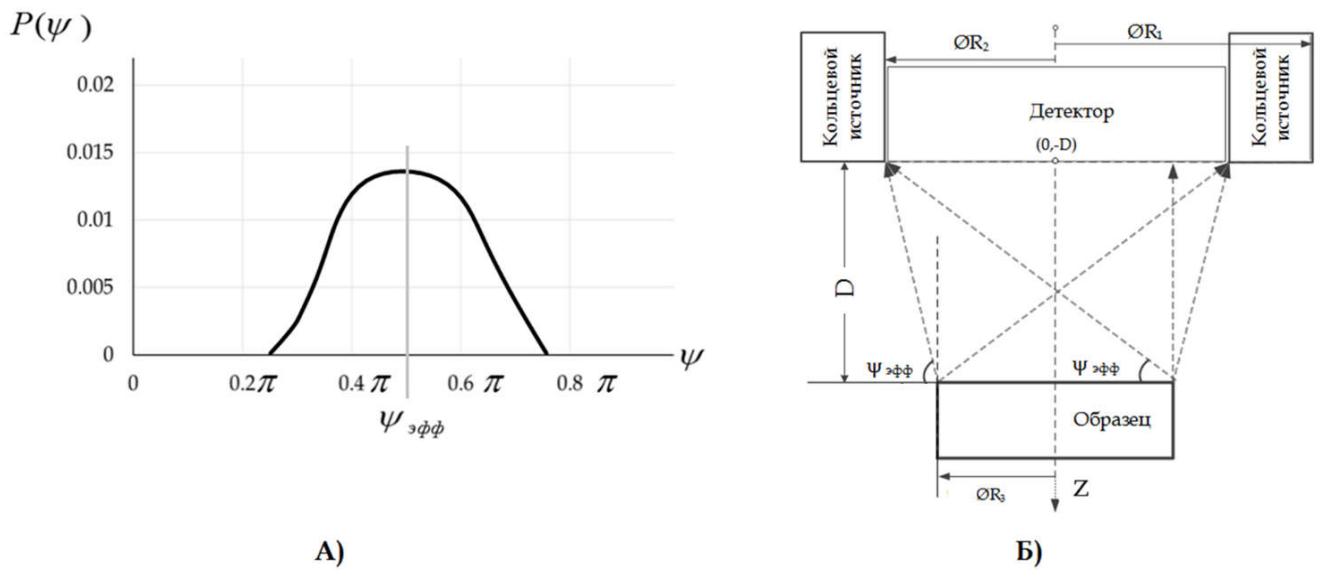 P(ψ)
0.02
0.015
0.01
0.005
0
0
0.2π
0.4 π
0.6 π
0.8 π
ψ
ψ эфф
А)
ØR₂
ØR₁
Кольцевой
источник
Детектор
(0,-D)
Кольцевой
источник
D
Ψ эфф
Ψ эфф
Образец
ØR₃
Z
Б)